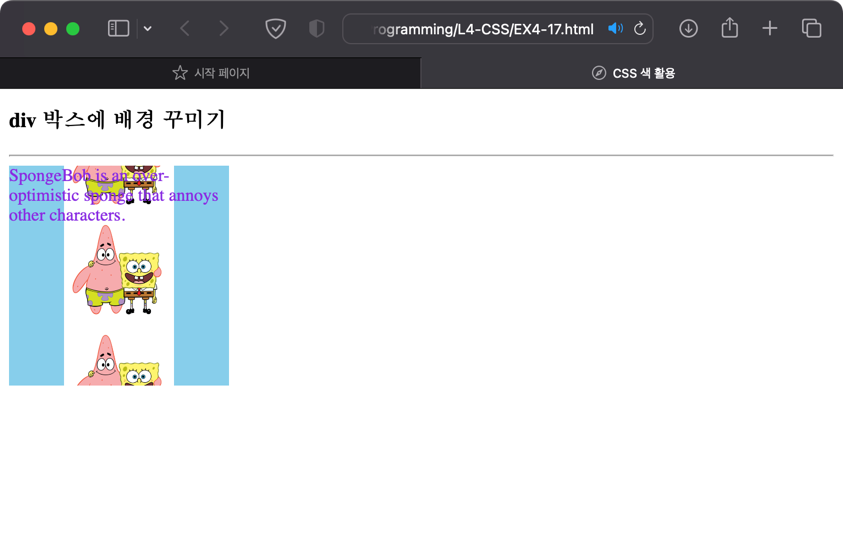 rogramming/L4-CSS/EX4-17.html
시작 페이지
CSS 색 활용
div 박스에 배경 꾸미기
SpongeBob is an over-
optimistic sponge that annoys
other characters.